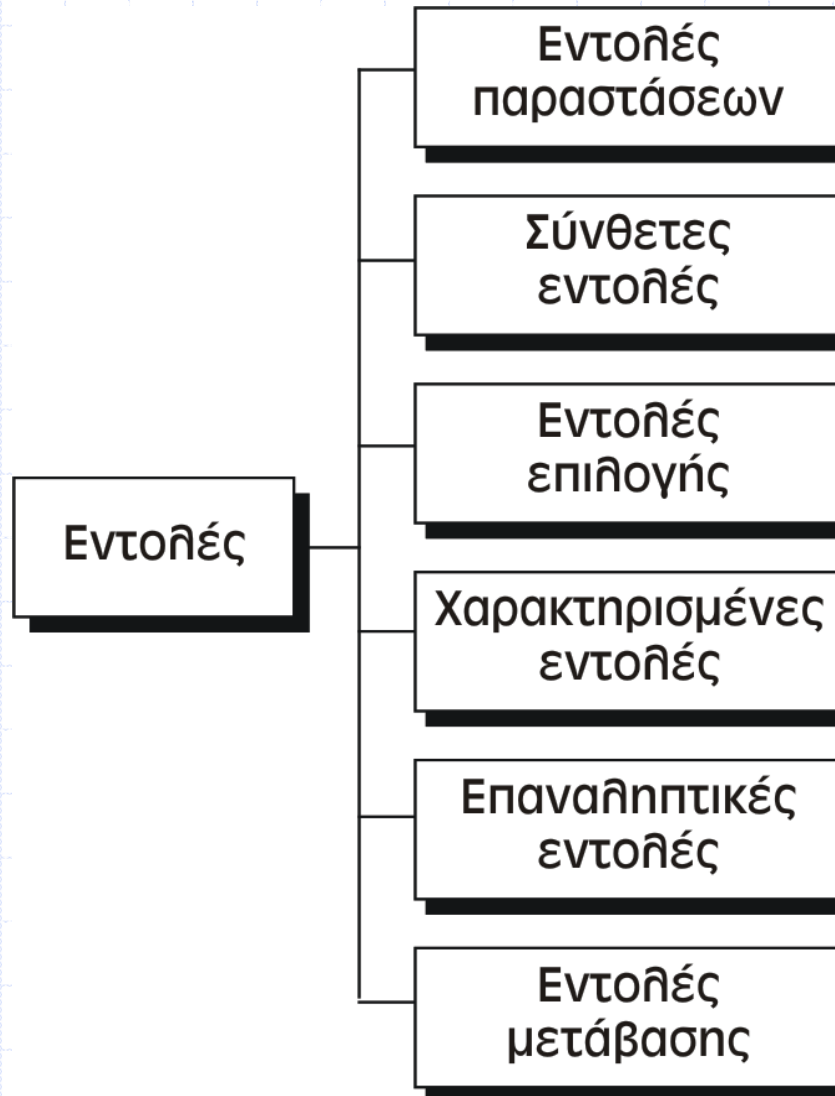 Εντολές
παραστάσεων
Σύνθετες
εντολές
Εντολές
επιλογής
Εντολές
Χαρακτηρισμένες
εντολές
Επαναληπτικές
εντολές
Εντολές
μετάβασης